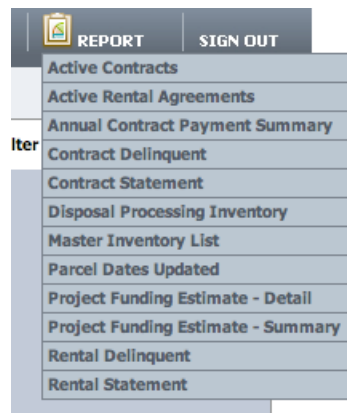 REPORT SIGN OUT
Active Contracts
Active Rental Agreements
Annual Contract Payment Summary
lter
Contract Delinquent
Contract Statement
Disposal Processing Inventory
Master Inventory List
Parcel Dates Updated
Project Funding Estimate - Detail
Project Funding Estimate - Summary
Rental Delinquent
Rental Statement